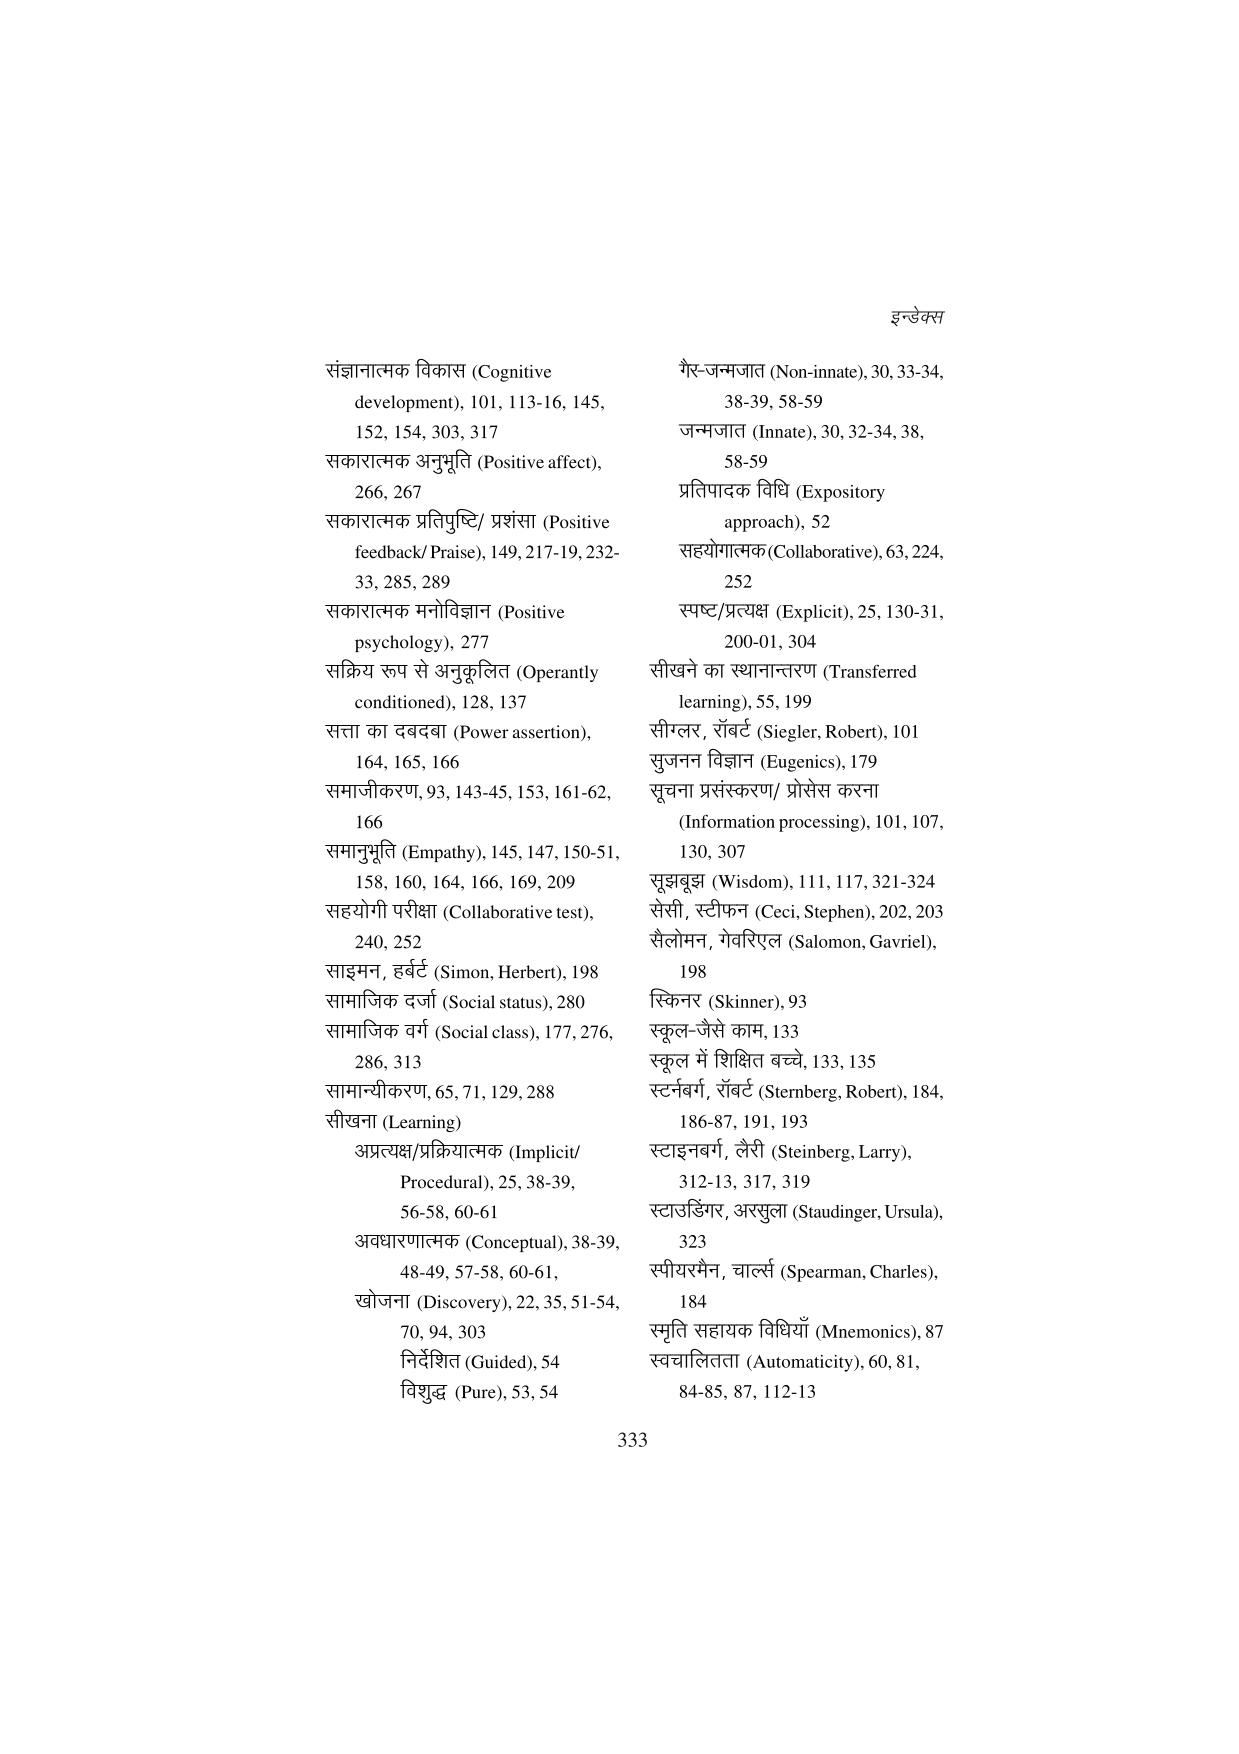 इन्डेक्स
संज्ञानात्मक विकास (Cognitive
development), 101, 113-16, 145,
152, 154, 303, 317
सकारात्मक अनुभूति (Positive affect),
266, 267
सकारात्मक प्रतिपुष्टि/ प्रशंसा (Positive
feedback/ Praise), 149, 217-19, 232-
33, 285, 289
सकारात्मक मनोविज्ञान (Positive
psychology), 277
सक्रिय रूप से अनुकूलित (Operantly
conditioned), 128, 137
सत्ता का दबदबा (Power assertion),
164, 165, 166
समाजीकरण, 93, 143-45, 153, 161-62,
166
समानुभूति (Empathy), 145, 147, 150-51,
158, 160, 164, 166, 169, 209
सहयोगी परीक्षा (Collaborative test),
240, 252
साइमन, हर्बर्ट (Simon, Herbert), 198
सामाजिक दर्जा (Social status), 280
सामाजिक वर्ग (Social class), 177, 276,
286, 313
सामान्यीकरण, 65, 71, 129, 288
सीखना (Learning)
अप्रत्यक्ष/प्रक्रियात्मक (Implicit/
Procedural), 25, 38-39,
56-58, 60-61
अवधारणात्मक (Conceptual), 38-39,
48-49, 57-58, 60-61,
खोजना (Discovery), 22, 35, 51-54,
70, 94, 303
निर्देशित (Guided), 54
विशुद्ध (Pure), 53, 54
गैर-जन्मजात (Non-innate), 30, 33-34,
38-39, 58-59
जन्मजात (Innate), 30, 32-34, 38,
58-59
प्रतिपादक विधि (Expository
approach), 52
सहयोगात्मक(Collaborative), 63, 224,
252
स्पष्ट/प्रत्यक्ष (Explicit), 25, 130-31,
200-01, 304
सीखने का स्थानान्तरण (Transferred
learning), 55, 199
सीग्लर, रॉबर्ट (Siegler, Robert), 101
सुजनन विज्ञान (Eugenics), 179
सूचना प्रसंस्करण/ प्रोसेस करना
(Information processing), 101, 107,
130, 307
सूझबूझ (Wisdom), 111, 117, 321-324
सेसी, स्टीफन (Ceci, Stephen), 202, 203
सैलोमन, गेवरिएल (Salomon, Gavriel),
198
स्किनर (Skinner), 93
स्कूल-जैसे काम, 133
स्कूल में शिक्षित बच्चे, 133, 135
स्टर्नबर्ग, रॉबर्ट (Sternberg, Robert), 184,
186-87, 191, 193
स्टाइनबर्ग, लैरी (Steinberg, Larry),
312-13, 317, 319
स्टाउडिंगर, अरसुला (Staudinger, Ursula),
323
स्पीयरमैन, चार्ल्स (Spearman, Charles),
184
स्मृति सहायक विधियाँ (Mnemonics), 87
स्वचालितता (Automaticity), 60, 81,
84-85, 87, 112-13
333